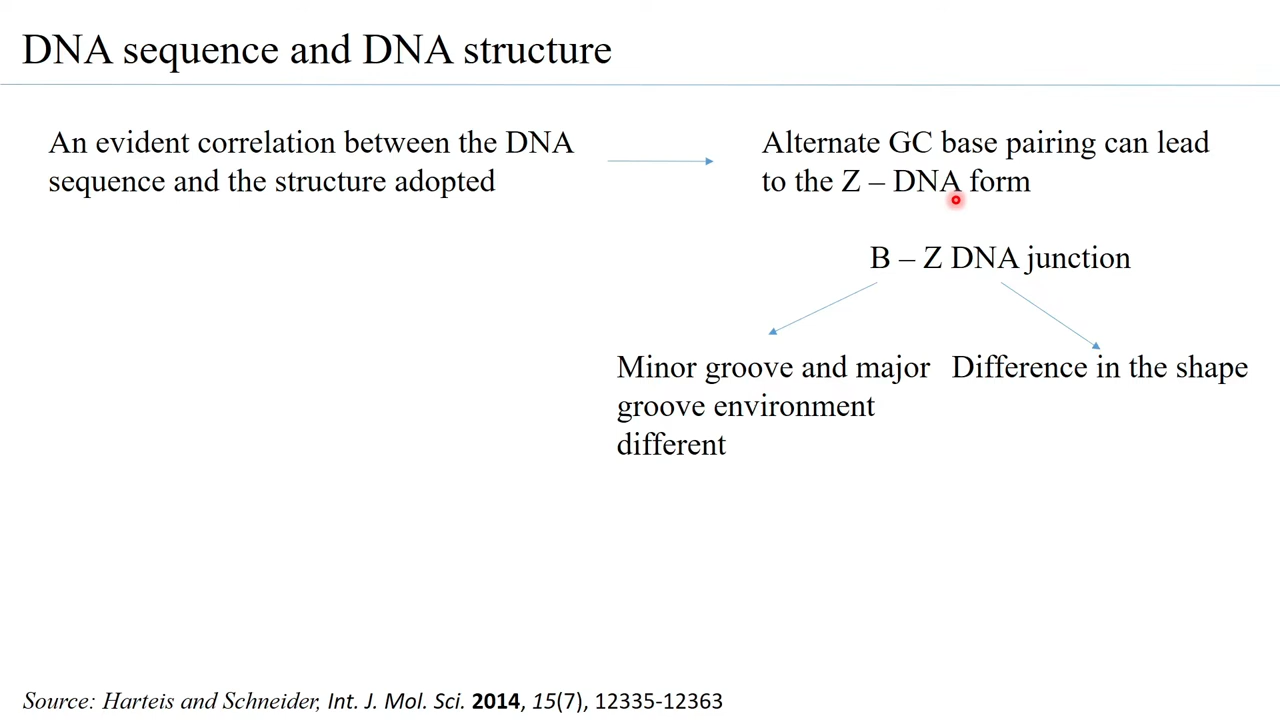 DNA sequence and DNA structure
An evident correlation between the DNA
sequence and the structure adopted
Alternate GC base pairing can lead
to the Z – DNA form
B – Z DNA junction
Minor groove and major
groove environment
different
Difference in the shape
Source: Harteis and Schneider, Int. J. Mol. Sci. 2014, 15(7), 12335-12363